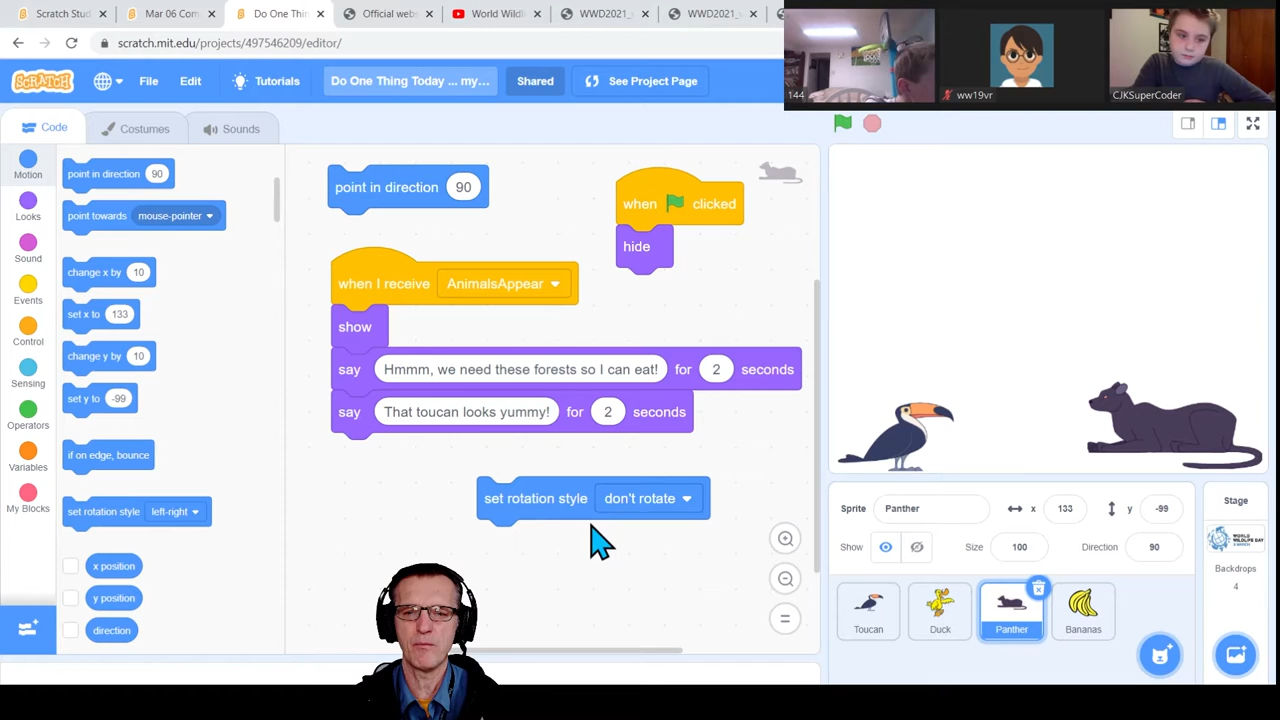 Scratch Stud
Mar 06 Com
Do One Thin
Official webs
World Wildl
WWD2021_
WWD2021_
scratch.mit.edu/projects/497546209/editor/
144
ww19vr
CJKSuperCoder
SCRATCH
File
Edit
Tutorials
Do One Thing Today ... my...
Shared
See Project Page
Code
Costumes
Sounds
Motion
Looks
Sound
Events
Control
Sensing
Operators
Variables
My Blocks
point in direction 90
point towards mouse-pointer
change x by 10
set x to 133
change y by 10
set y to -99
if on edge, bounce
set rotation style left-right
x position
y position
direction
point in direction 90
when clicked
hide
when I receive AnimalsAppear
show
say Hmmm, we need these forests so I can eat! for 2 seconds
say That toucan looks yummy! for 2 seconds
set rotation style don't rotate
Sprite Panther x 133 y -99
Show Size 100 Direction 90
Toucan
Duck
Panther
Bananas
Stage
Backdrops
4